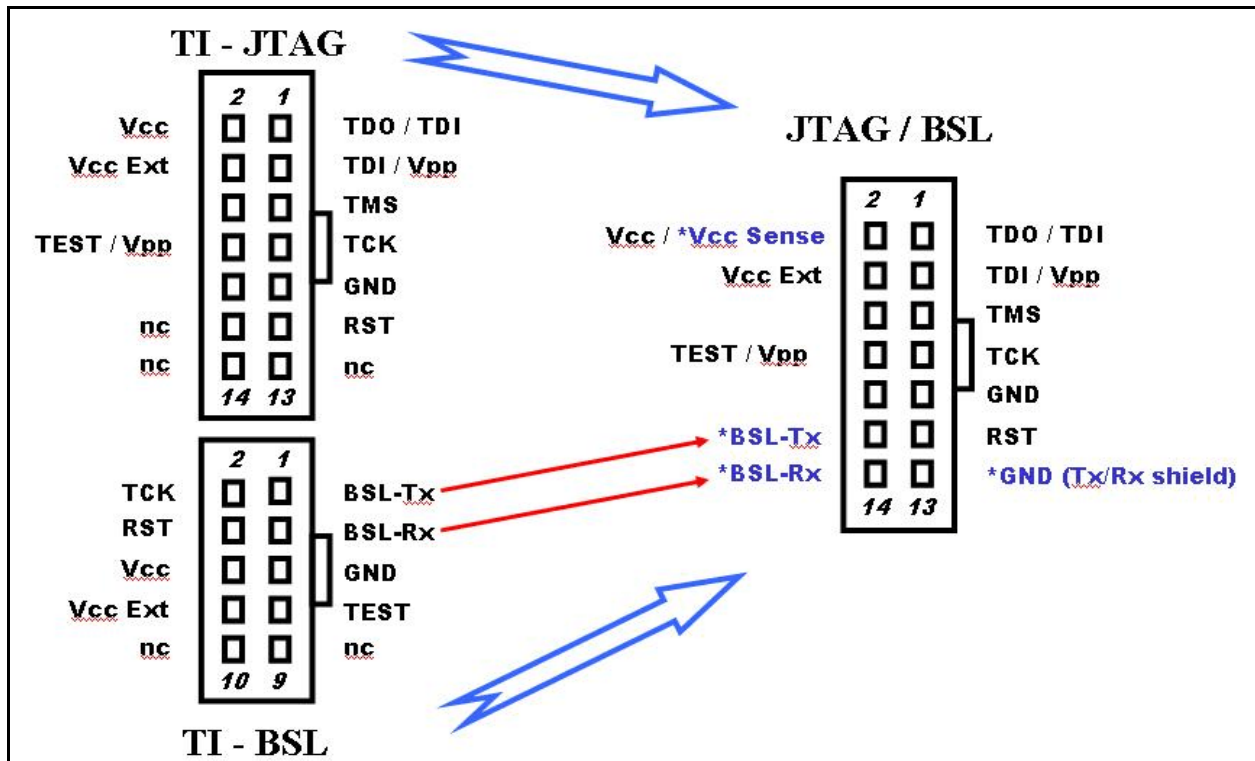 TI - JTAG
2 1
Vcc TDO / TDI
Vcc Ext TDI / Vpp
TMS
TEST / Vpp TCK
GND
nc RST
nc nc
14 13
2 1
TCK BSL-Tx
RST BSL-Rx
Vcc GND
Vcc Ext TEST
nc nc
10 9
TI - BSL
JTAG / BSL
2 1
Vcc / *Vcc Sense TDO / TDI
Vcc Ext TDI / Vpp
TMS
TEST / Vpp TCK
GND
*BSL-Tx RST
*BSL-Rx *GND (Tx/Rx shield)
14 13